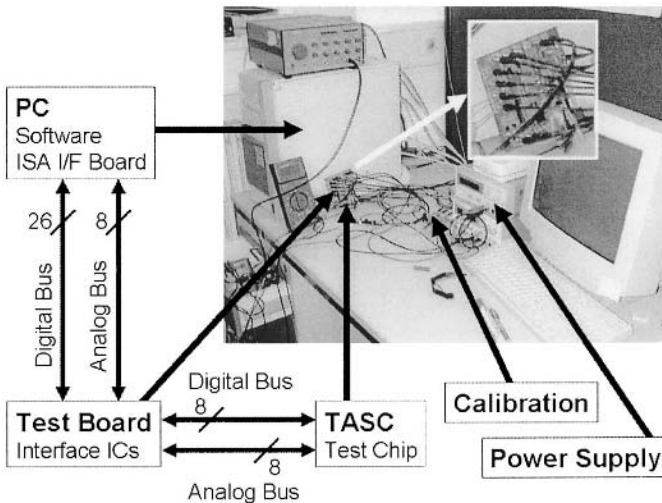 PC
Software
ISA I/F Board
26
8
Digital Bus
Analog Bus
Digital Bus
8
Test Board
Interface ICs
8
Analog Bus
TASC
Test Chip
Calibration
Power Supply